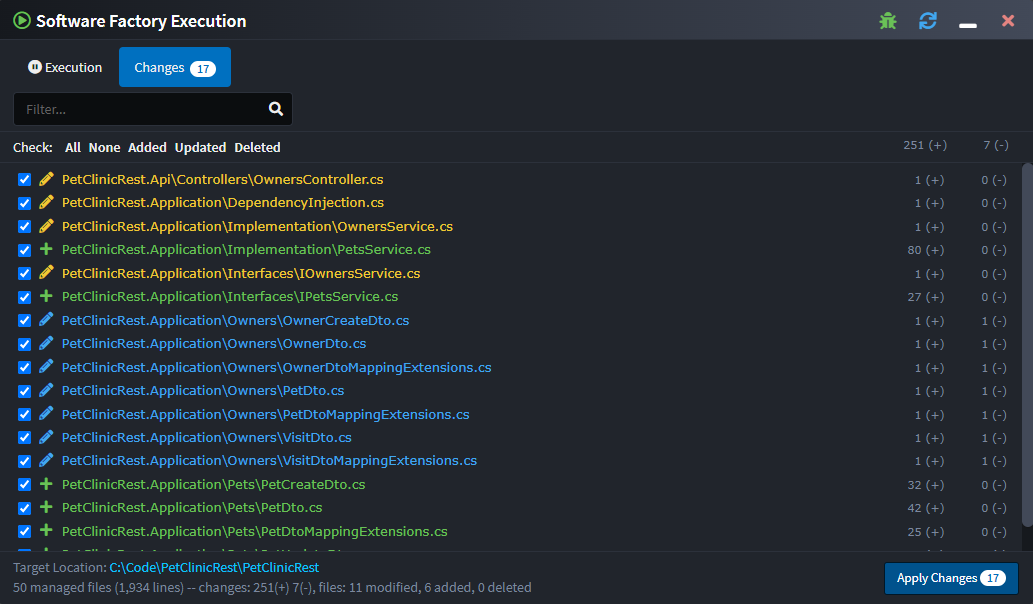 Software Factory Execution
Execution Changes 17
Filter...
Check: All None Added Updated Deleted 251 (+) 7 (-)
PetClinicRest.Api\Controllers\OwnersController.cs 1 (+) 0 (-)
PetClinicRest.Application\DependencyInjection.cs 1 (+) 0 (-)
PetClinicRest.Application\Implementation\OwnersService.cs 1 (+) 0 (-)
PetClinicRest.Application\Implementation\PetsService.cs 80 (+) 0 (-)
PetClinicRest.Application\Interfaces\IOwnersService.cs 1 (+) 0 (-)
PetClinicRest.Application\Interfaces\IPetsService.cs 27 (+) 0 (-)
PetClinicRest.Application\Owners\OwnerCreateDto.cs 1 (+) 1 (-)
PetClinicRest.Application\Owners\OwnerDto.cs 1 (+) 1 (-)
PetClinicRest.Application\Owners\OwnerDtoMappingExtensions.cs 1 (+) 1 (-)
PetClinicRest.Application\Owners\PetDto.cs 1 (+) 1 (-)
PetClinicRest.Application\Owners\PetDtoMappingExtensions.cs 1 (+) 1 (-)
PetClinicRest.Application\Owners\VisitDto.cs 1 (+) 1 (-)
PetClinicRest.Application\Owners\VisitDtoMappingExtensions.cs 1 (+) 1 (-)
PetClinicRest.Application\Pets\PetCreateDto.cs 32 (+) 0 (-)
PetClinicRest.Application\Pets\PetDto.cs 42 (+) 0 (-)
PetClinicRest.Application\Pets\PetDtoMappingExtensions.cs 25 (+) 0 (-)
Target Location: C:\Code\PetClinicRest\PetClinicRest
50 managed files (1,934 lines) -- changes: 251(+) 7(-), files: 11 modified, 6 added, 0 deleted
Apply Changes 17